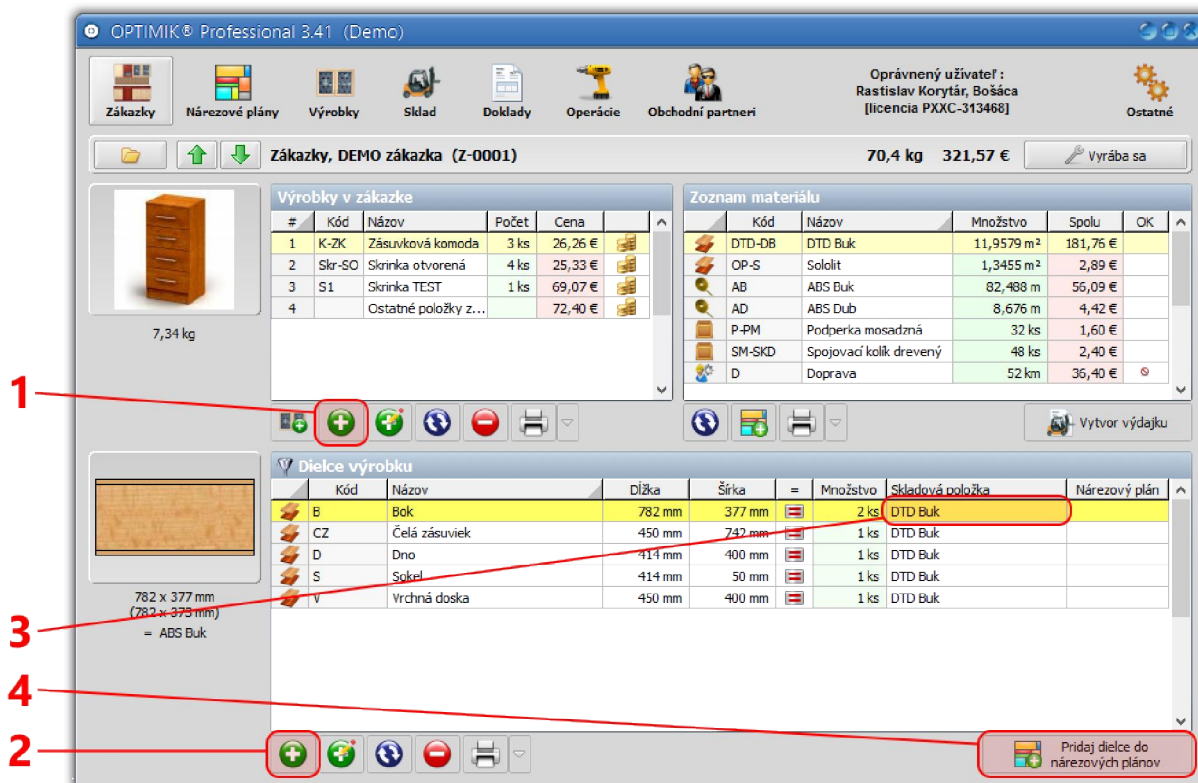 OPTIMIK® Professional 3.41 (Demo)
Zákazky
Nárezové plány
Výrobky
Sklad
Doklady
Operácie
Obchodní partneri
Oprávnený užívateľ :
Rastislav Korytár, Bošáca
[licencia PXXC-313468]
Ostatné
Zákazky, DEMO zákazka (Z-0001)
70,4 kg 321,57 €
Vyrába sa
7,34 kg
Výrobky v zákazke
# Kód Názov Počet Cena
1 K-ZK Zásuvková komoda 3 ks 26,26 €
2 Skr-SO Skrinka otvorená 4 ks 25,33 €
3 S1 Skrinka TEST 1 ks 69,07 €
4 Ostatné položky z... 72,40 €
Zoznam materiálu
Kód Názov Množstvo Spolu OK
DTD-DB DTD Buk 11,9579 m² 181,76 €
OP-S Sololit 1,3455 m² 2,89 €
AB ABS Buk 82,488 m 56,09 €
AD ABS Dub 8,676 m 4,42 €
P-PM Podperka mosadzná 32 ks 1,60 €
SM-SKD Spojovací kolík drevený 48 ks 2,40 €
D Doprava 52 km 36,40 €
1
Vytvor výdajku
Dielce výrobku
Kód Názov Dĺžka Šírka = Množstvo Skladová položka Nárezový plán
B Bok 782 mm 377 mm 2 ks DTD Buk
CZ Čelá zásuviek 450 mm 742 mm 1 ks DTD Buk
D Dno 414 mm 400 mm 1 ks DTD Buk
S Sokel 414 mm 50 mm 1 ks DTD Buk
V Vrchná doska 450 mm 400 mm 1 ks DTD Buk
782 x 377 mm
(782 x 373 mm)
= ABS Buk
3
4
2
Pridaj dielce do
nárezových plánov